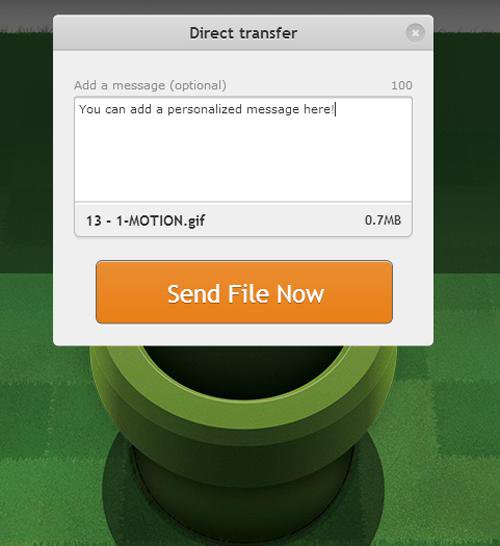 Direct transfer
Add a message (optional) 100
You can add a personalized message here!
13 - 1-MOTION.gif 0.7MB
Send File Now